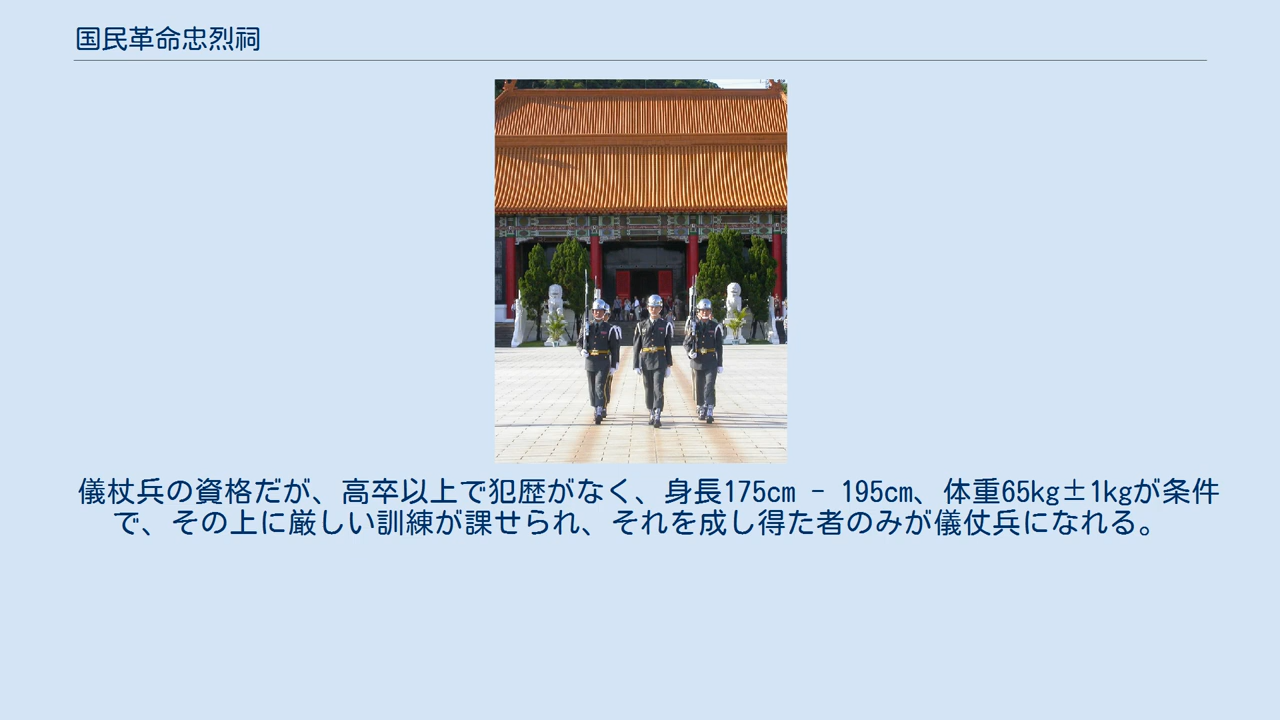 国民革命忠烈祠
儀杖兵の資格だが、高卒以上で犯歴がなく、身長175cm - 195cm、体重65kg±1kgが条件
で、その上に厳しい訓練が課せられ、それを成し得た者のみが儀仗兵になれる。